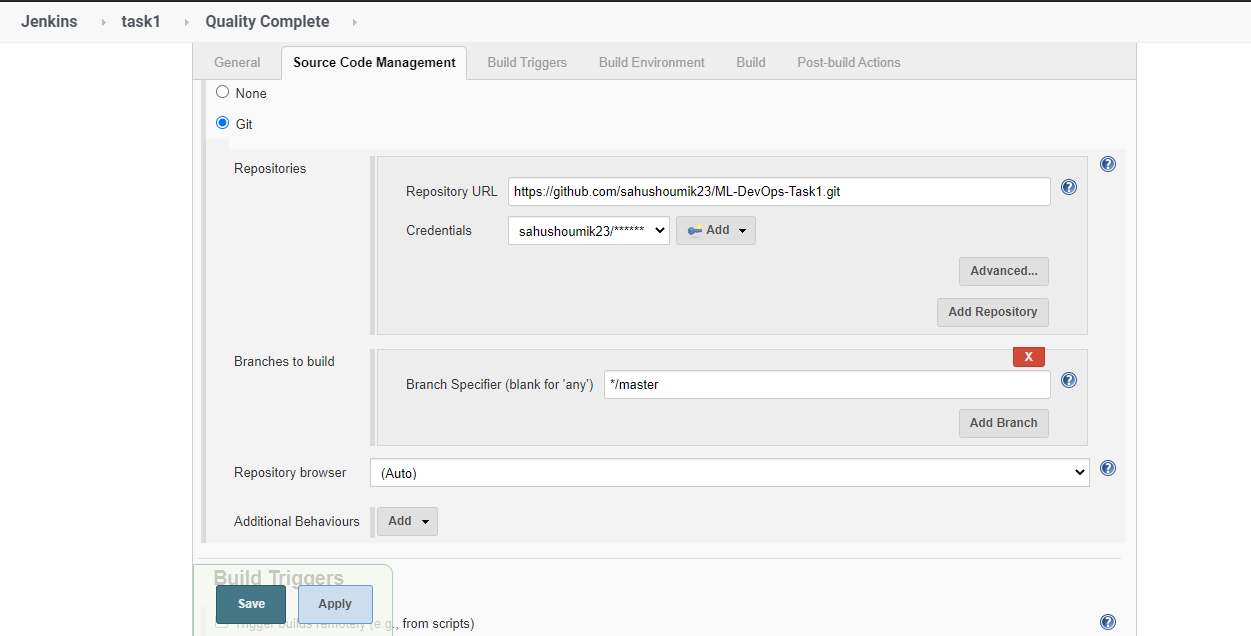 Jenkins task1 Quality Complete
General Source Code Management Build Triggers Build Environment Build Post-build Actions
None
Git
Repositories
Repository URL https://github.com/sahushoumik23/ML-DevOps-Task1.git
Credentials sahushoumik23/****** Add
Advanced...
Add Repository
Branches to build
X
Branch Specifier (blank for 'any') */master
Add Branch
Repository browser (Auto)
Additional Behaviours Add
Build Triggers
Save Apply
Trigger builds remotely (e.g., from scripts)